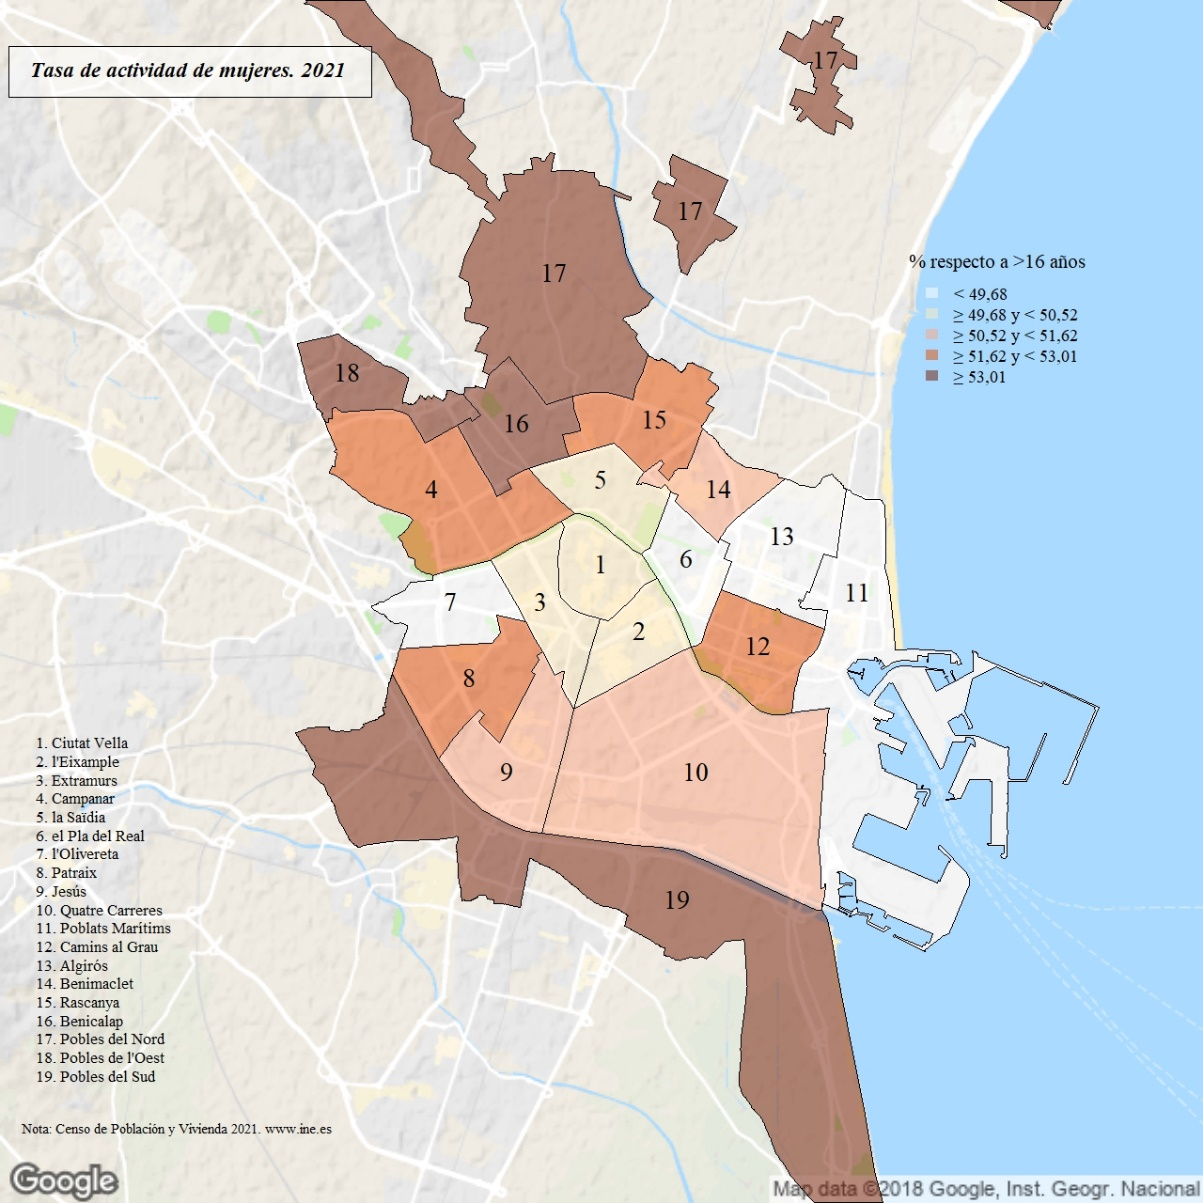 Tasa de actividad de mujeres. 2021
17
17
17
% respecto a >16 años
< 49,68
≥ 49,68 y < 50,52
≥ 50,52 y < 51,62
≥ 51,62 y < 53,01
≥ 53,01
18
16
15
4
5
14
13
6
1
11
7
3
2
12
8
9
10
19
1. Ciutat Vella
2. l'Eixample
3. Extramurs
4. Campanar
5. la Saïdia
6. el Pla del Real
7. l'Olivereta
8. Patraix
9. Jesús
10. Quatre Carreres
11. Poblats Marítims
12. Camins al Grau
13. Algirós
14. Benimaclet
15. Rascanya
16. Benicalap
17. Pobles del Nord
18. Pobles de l'Oest
19. Pobles del Sud
Nota: Censo de Población y Vivienda 2021. www.ine.es
Google
Map data ©2018 Google, Inst. Geogr. Nacional